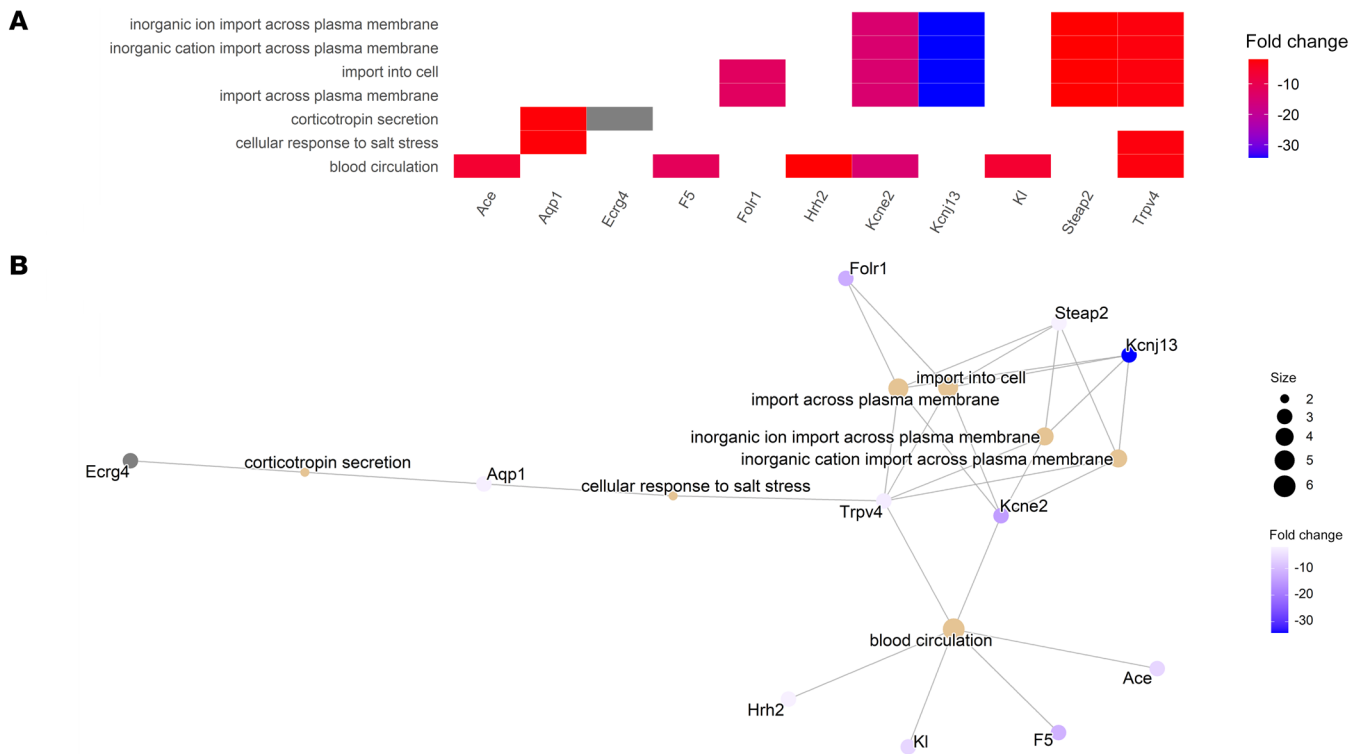 A
inorganic ion import across plasma membrane
inorganic cation import across plasma membrane
import into cell
import across plasma membrane
corticotropin secretion
cellular response to salt stress
blood circulation
Ace
Aqp1
Ecrg4
F5
Folr1
Hrh2
Kcne2
Kcnj13
Kl
Steap2
Trpv4
Fold change
-10
-20
-30
B
Folr1
Steap2
Kcnj13
import into cell
import across plasma membrane
inorganic ion import across plasma membrane
inorganic cation import across plasma membrane
corticotropin secretion
Ecrg4
Aqp1
cellular response to salt stress
Trpv4
Kcne2
blood circulation
Ace
Hrh2
Kl
F5
Size
2
3
4
5
6
Fold change
-10
-20
-30